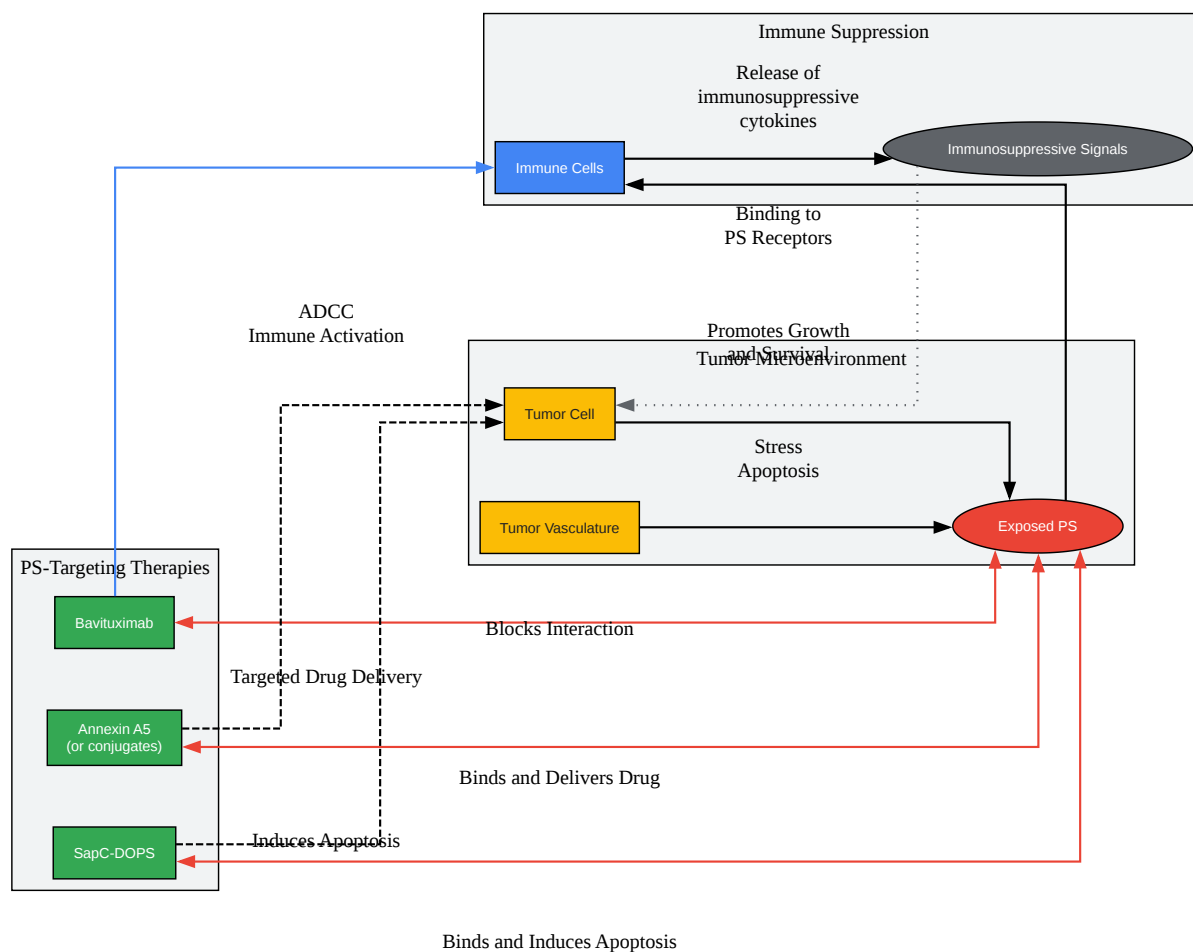 Immune Suppression
Release of
immunosuppressive
cytokines
Immune Cells
Immunosuppressive Signals
Binding to
PS Receptors
ADCC
Immune Activation
Promotes Growth
and Survival
Tumor Microenvironment
Tumor Cell
Stress
Apoptosis
Tumor Vasculature
Exposed PS
PS-Targeting Therapies
Bavituximab
Blocks Interaction
Targeted Drug Delivery
Annexin A5
(or conjugates)
Binds and Delivers Drug
Induces Apoptosis
SapC-DOPS
Binds and Induces Apoptosis